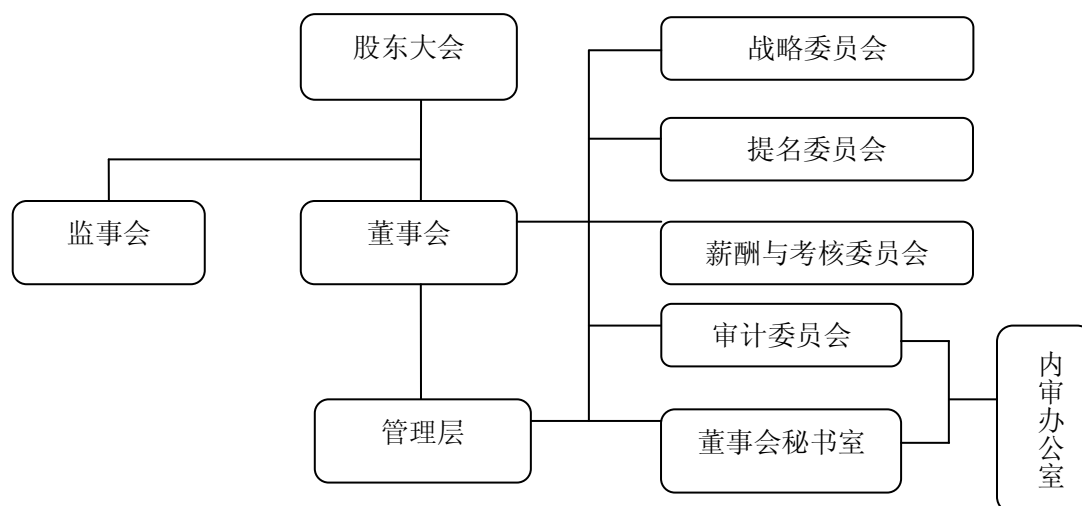 股东大会
战略委员会
提名委员会
监事会
董事会
薪酬与考核委员会
审计委员会
管理层
董事会秘书室
内审办公室